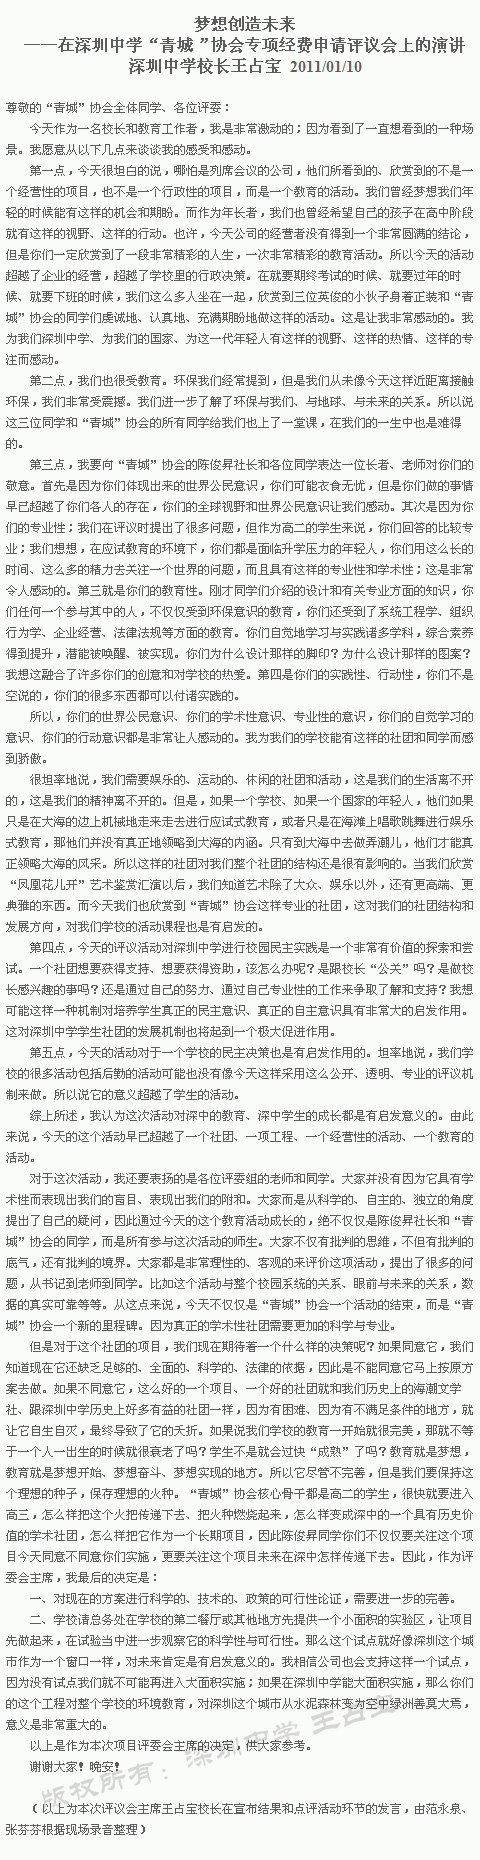 梦想创造未来
——在深圳中学“青城 ”协会专项经费申请评议会上的演讲
深圳中学校长王占宝 2011/01/10
尊敬的“青城”协会全体同学、各位评委：
今天作为一名校长和教育工作者，我是非常激动的；因为看到了一直想看到的一种场
景。我愿意从以下几点来谈谈我的感受和感动。
第一点，今天很坦白的说，哪怕是列席会议的公司，他们所看到的、欣赏到的不是一
个经营性的项目，也不是一个行政性的项目，而是一个教育的活动。我们曾经梦想我们年
轻的时候能有这样的机会和期盼。而作为年长者，我们也曾经希望自己的孩子在高中阶段
就有这样的视野、这样的行动。也许，今天公司的经营者没有得到一个非常圆满的结论，
但是你们一定欣赏到了一段非常精彩的人生，一次非常精彩的教育活动。所以今天的活动
超越了企业的经营，超越了学校里的行政决策。在就要期终考试的时候、就要过年的时
候、就要下班的时候，我们这么多人坐在一起，欣赏到三位英俊的小伙子身着正装和“青
城”协会的同学们虔诚地、认真地、充满期盼地做这样的活动。这是让我非常感动的。我
为我们深圳中学、为我们的国家、为这一代年轻人有这样的视野、这样的热情、这样的专
注而感动。
第二点，我们也很受教育。环保我们经常提到，但是我们从未像今天这样近距离接触
环保，我们非常受震撼。我们进一步了解了环保与我们、与地球、与未来的关系。所以说
这三位同学和“青城”协会的所有同学给我们也上了一堂课，在我们的一生中也是难得
的。
第三点，我要向“青城”协会的陈俊昇社长和各位同学表达一位长者、老师对你们的
敬意。首先是因为你们体现出来的世界公民意识，你们可能衣食无忧，但是你们做的事情
早已超越了你们各人的存在，你们的全球视野和世界公民意识让我们感动。其次是因为你
们的专业性；我们在评议时提出了很多问题，但作为高二的学生来说，你们回答的比较专
业；我们想想，在应试教育的环境下，你们都是面临升学压力的年轻人，你们用这么长的
时间、这么多的精力去关注一个世界的问题，而且具有这样的专业性和学术性；这是非常
令人感动的。第三就是你们的教育性。刚才同学们介绍的设计和有关专业方面的知识，你
们任何一个参与其中的人，不仅仅受到环保意识的教育，你们还受到了系统工程学、组织
行为学、企业经营、法律法规等方面的教育。你们自觉地学习与实践诸多学科，综合素养
得到提升，潜能被唤醒、被实现。你们为什么设计那样的脚印？为什么设计那样的图案？
我想这融合了许多你们的创意和对学校的热爱。第四是你们的实践性、行动性，你们不是
空说的，你们的很多东西都可以付诸实践的。
所以，你们的世界公民意识、你们的学术性意识、专业性的意识，你们的自觉学习的
意识、你们的行动意识都是非常让人感动的。我为我们的学校能有这样的社团和同学而感
到骄傲。
很坦率地说，我们需要娱乐的、运动的、休闲的社团和活动，这是我们的生活离不开
的，这是我们的精神离不开的。但是，如果一个学校、如果一个国家的年轻人，他们如果
只是在大海的边上机械地走来走去进行应试式教育，或者只是在海滩上唱歌跳舞进行娱乐
式教育，那他们并没有真正地领略到大海的内涵。只有到大海中去做弄潮儿，他们才能真
正领略大海的风采。所以这样的社团对我们整个社团的结构还是很有影响的。当我们欣赏
“凤凰花儿开”艺术鉴赏汇演以后，我们知道艺术除了大众、娱乐以外，还有更高端、更
典雅的东西。而今天我们也欣赏到“青城”协会这样专业的社团，这对我们的社团结构和
发展方向，对我们学校的活动课程也是有启发的。
第四点，今天的评议活动对深圳中学进行校园民主实践是一个非常有价值的探索和尝
试。一个社团想要获得支持、想要获得资助，该怎么办呢？是跟校长“公关”吗？是做校
长感兴趣的事吗？还是通过自己的努力、通过自己专业性的工作来争取了解和支持？我想
可能这样一种机制对培养学生真正的民主意识、真正的自主意识具有非常大的启发作用。
这对深圳中学学生社团的发展机制也将起到一个极大促进作用。
第五点，今天的活动对于一个学校的民主决策也是有启发作用的。坦率地说，我们学
校的很多活动包括后勤的活动可能也没有像今天这样采用这么公开、透明、专业的评议机
制来做。所以说它的意义超越了学生的活动。
综上所述，我认为这次活动对深中的教育、深中学生的成长都是有启发意义的。由此
来说，今天的这个活动早已超越了一个社团、一项工程、一个经营性的活动、一个教育的
活动。
对于这次活动，我还要表扬的是各位评委组的老师和同学。大家并没有因为它具有学
术性而表现出我们的盲目、表现出我们的附和。大家而是从科学的、自主的、独立的角度
提出了自己的疑问，因此通过今天的这个教育活动成长的，绝不仅仅是陈俊昇社长和“青
城”协会的同学，而是所有参与这次活动的师生。大家不仅有批判的思维，不但有批判的
底气，还有批判的境界。大家都是非常理性的、客观的来评价这项活动，提出了很多的问
题，从书记到老师到同学。比如这个活动与整个校园系统的关系、眼前与未来的关系，数
据的真实可靠等等。从这点来说，今天不仅仅是“青城”协会一个活动的结束，而是“青
城”协会一个新的里程碑。因为真正的学术性社团需要更加的科学与专业。
但是对于这个社团的项目，我们现在期待着一个什么样的决策呢？如果同意它，我们
知道现在它还缺乏足够的、全面的、科学的、法律的依据，因此是不能同意它马上按原方
案去做。如果不同意它，这么好的一个项目、一个好的社团就和我们历史上的海潮文学
社、跟深圳中学历史上好多有益的社团一样，因为有困难、因为有不满足条件的地方，就
让它自生自灭，最终导致了它的夭折。如果说我们学校的教育一开始就很完美，那就不等
于一个人一出生的时候就很衰老了吗？学生不是就会过快“成熟”了吗？教育就是梦想，
教育就是梦想开始、梦想奋斗、梦想实现的地方。所以它尽管不完善，但是我们要保持这
个理想的种子，保存理想的火种。“青城”协会核心骨干都是高二的学生，很快就要进入
高三，怎么样把这个火把传递下去、把火种燃烧起来，怎么样变成深中的一个具有历史价
值的学术社团，怎么样把它作为一个长期项目，因此陈俊昇同学你们不仅仅要关注这个项
目今天同意不同意你们实施，更要关注这个项目未来在深中怎样传递下去。因此，作为评
委会主席，我最后的决定是：
一、对现在的方案进行科学的、技术的、政策的可行性论证，需要进一步的完善。
二、学校请总务处在学校的第二餐厅或其他地方先提供一个小面积的实验区，让项目
先做起来，在试验当中进一步观察它的科学性与可行性。那么这个试点就好像深圳这个城
市作为一个窗口一样，对未来肯定是有启发意义的。我相信公司也会支持这样一个试点，
因为没有试点我们就不可能再进入大面积实施；如果在深圳中学能大面积实施，那么你们
的这个工程对整个学校的环境教育，对深圳这个城市从水泥森林变为空中绿洲善莫大焉，
意义是非常重大的。
以上是作为本次项目评委会主席的决定，供大家参考。
谢谢大家！晚安！
版权所有：深圳中学 王占宝
（以上为本次评议会主席王占宝校长在宣布结果和点评活动环节的发言，由范永泉、
张芬芬根据现场录音整理）